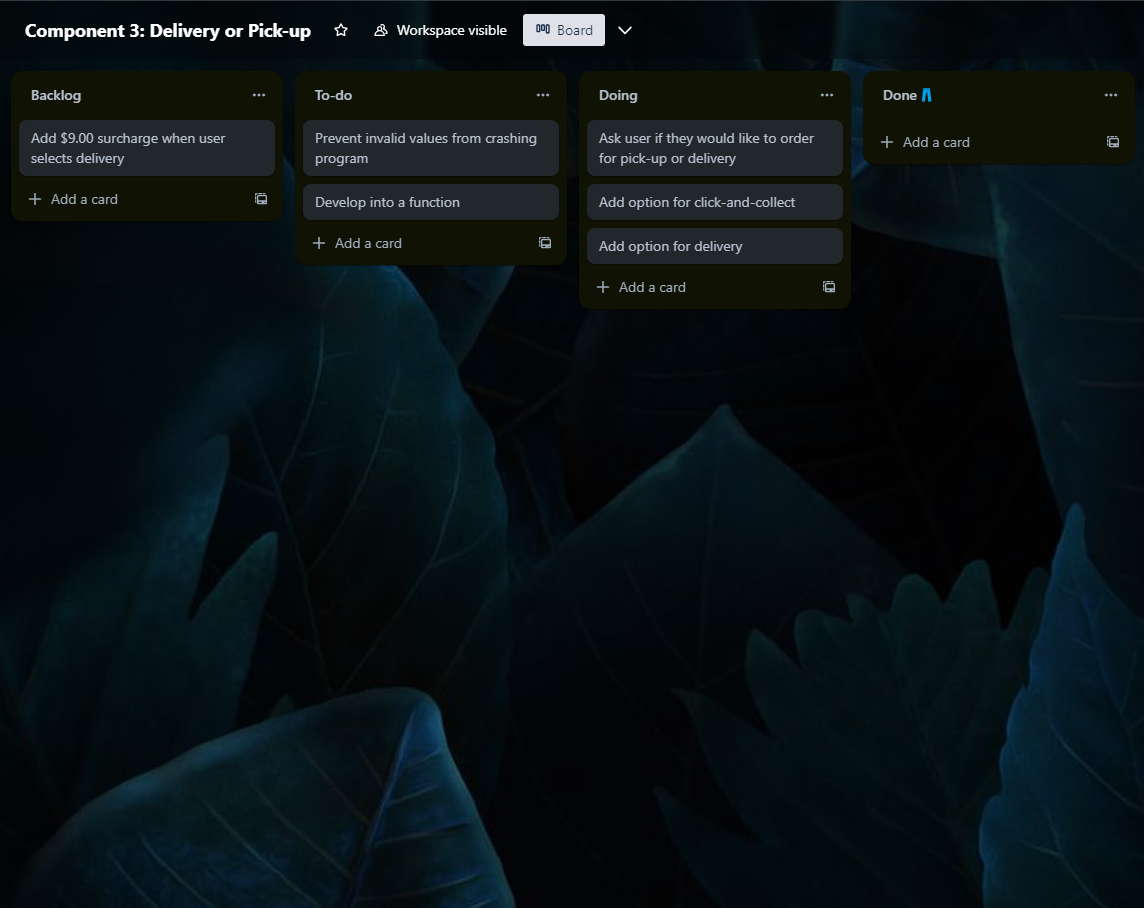 Component 3: Delivery or Pick-up
Workspace visible
Board
Backlog
Add $9.00 surcharge when user
selects delivery
Add a card
To-do
Prevent invalid values from crashing
program
Develop into a function
Add a card
Doing
Ask user if they would like to order
for pick-up or delivery
Add option for click-and-collect
Add option for delivery
Add a card
Done 👖
Add a card